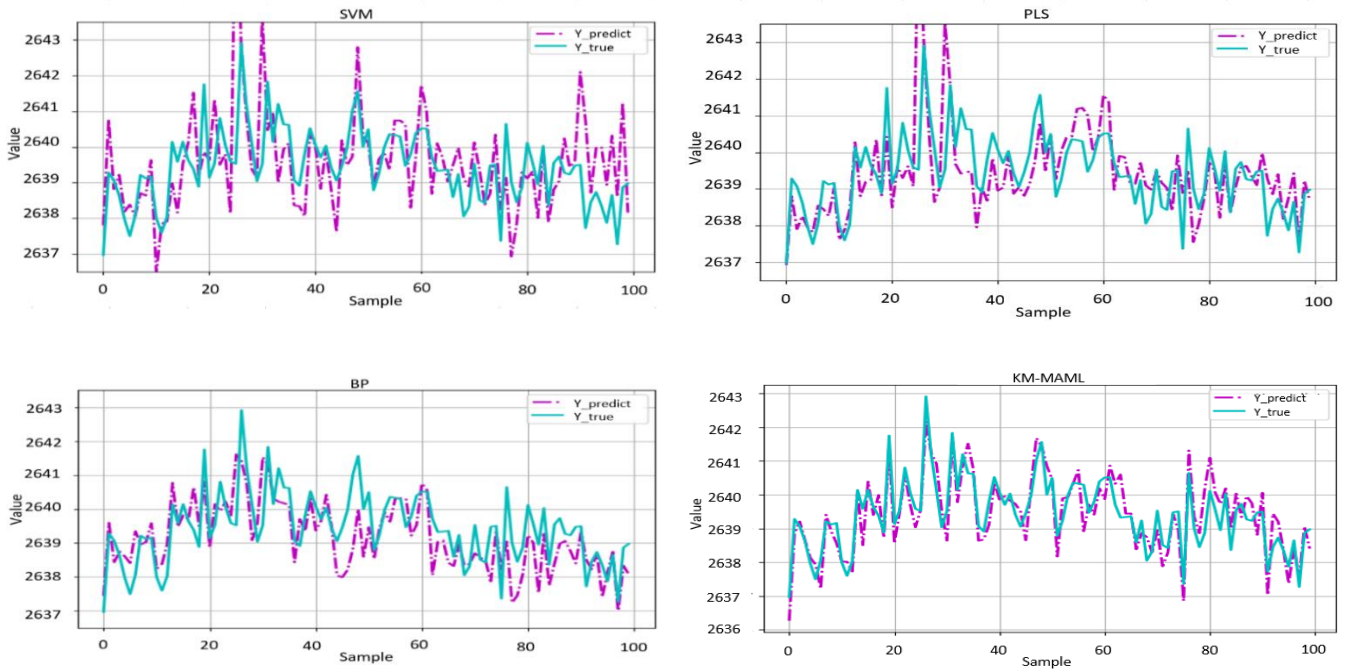 SVM
2643
2642
2641
2640
2639
2638
2637
Value
Y_predict
Y_true
0
20
40
60
80
100
Sample
PLS
2643
2642
2641
2640
2639
2638
2637
Value
Y_predict
Y_true
0
20
40
60
80
100
Sample
BP
2643
2642
2641
2640
2639
2638
2637
Value
Y_predict
Y_true
0
20
40
60
80
100
Sample
KM-MAML
2643
2642
2641
2640
2639
2638
2637
2636
Value
Y_predict
Y_true
0
20
40
60
80
100
Sample